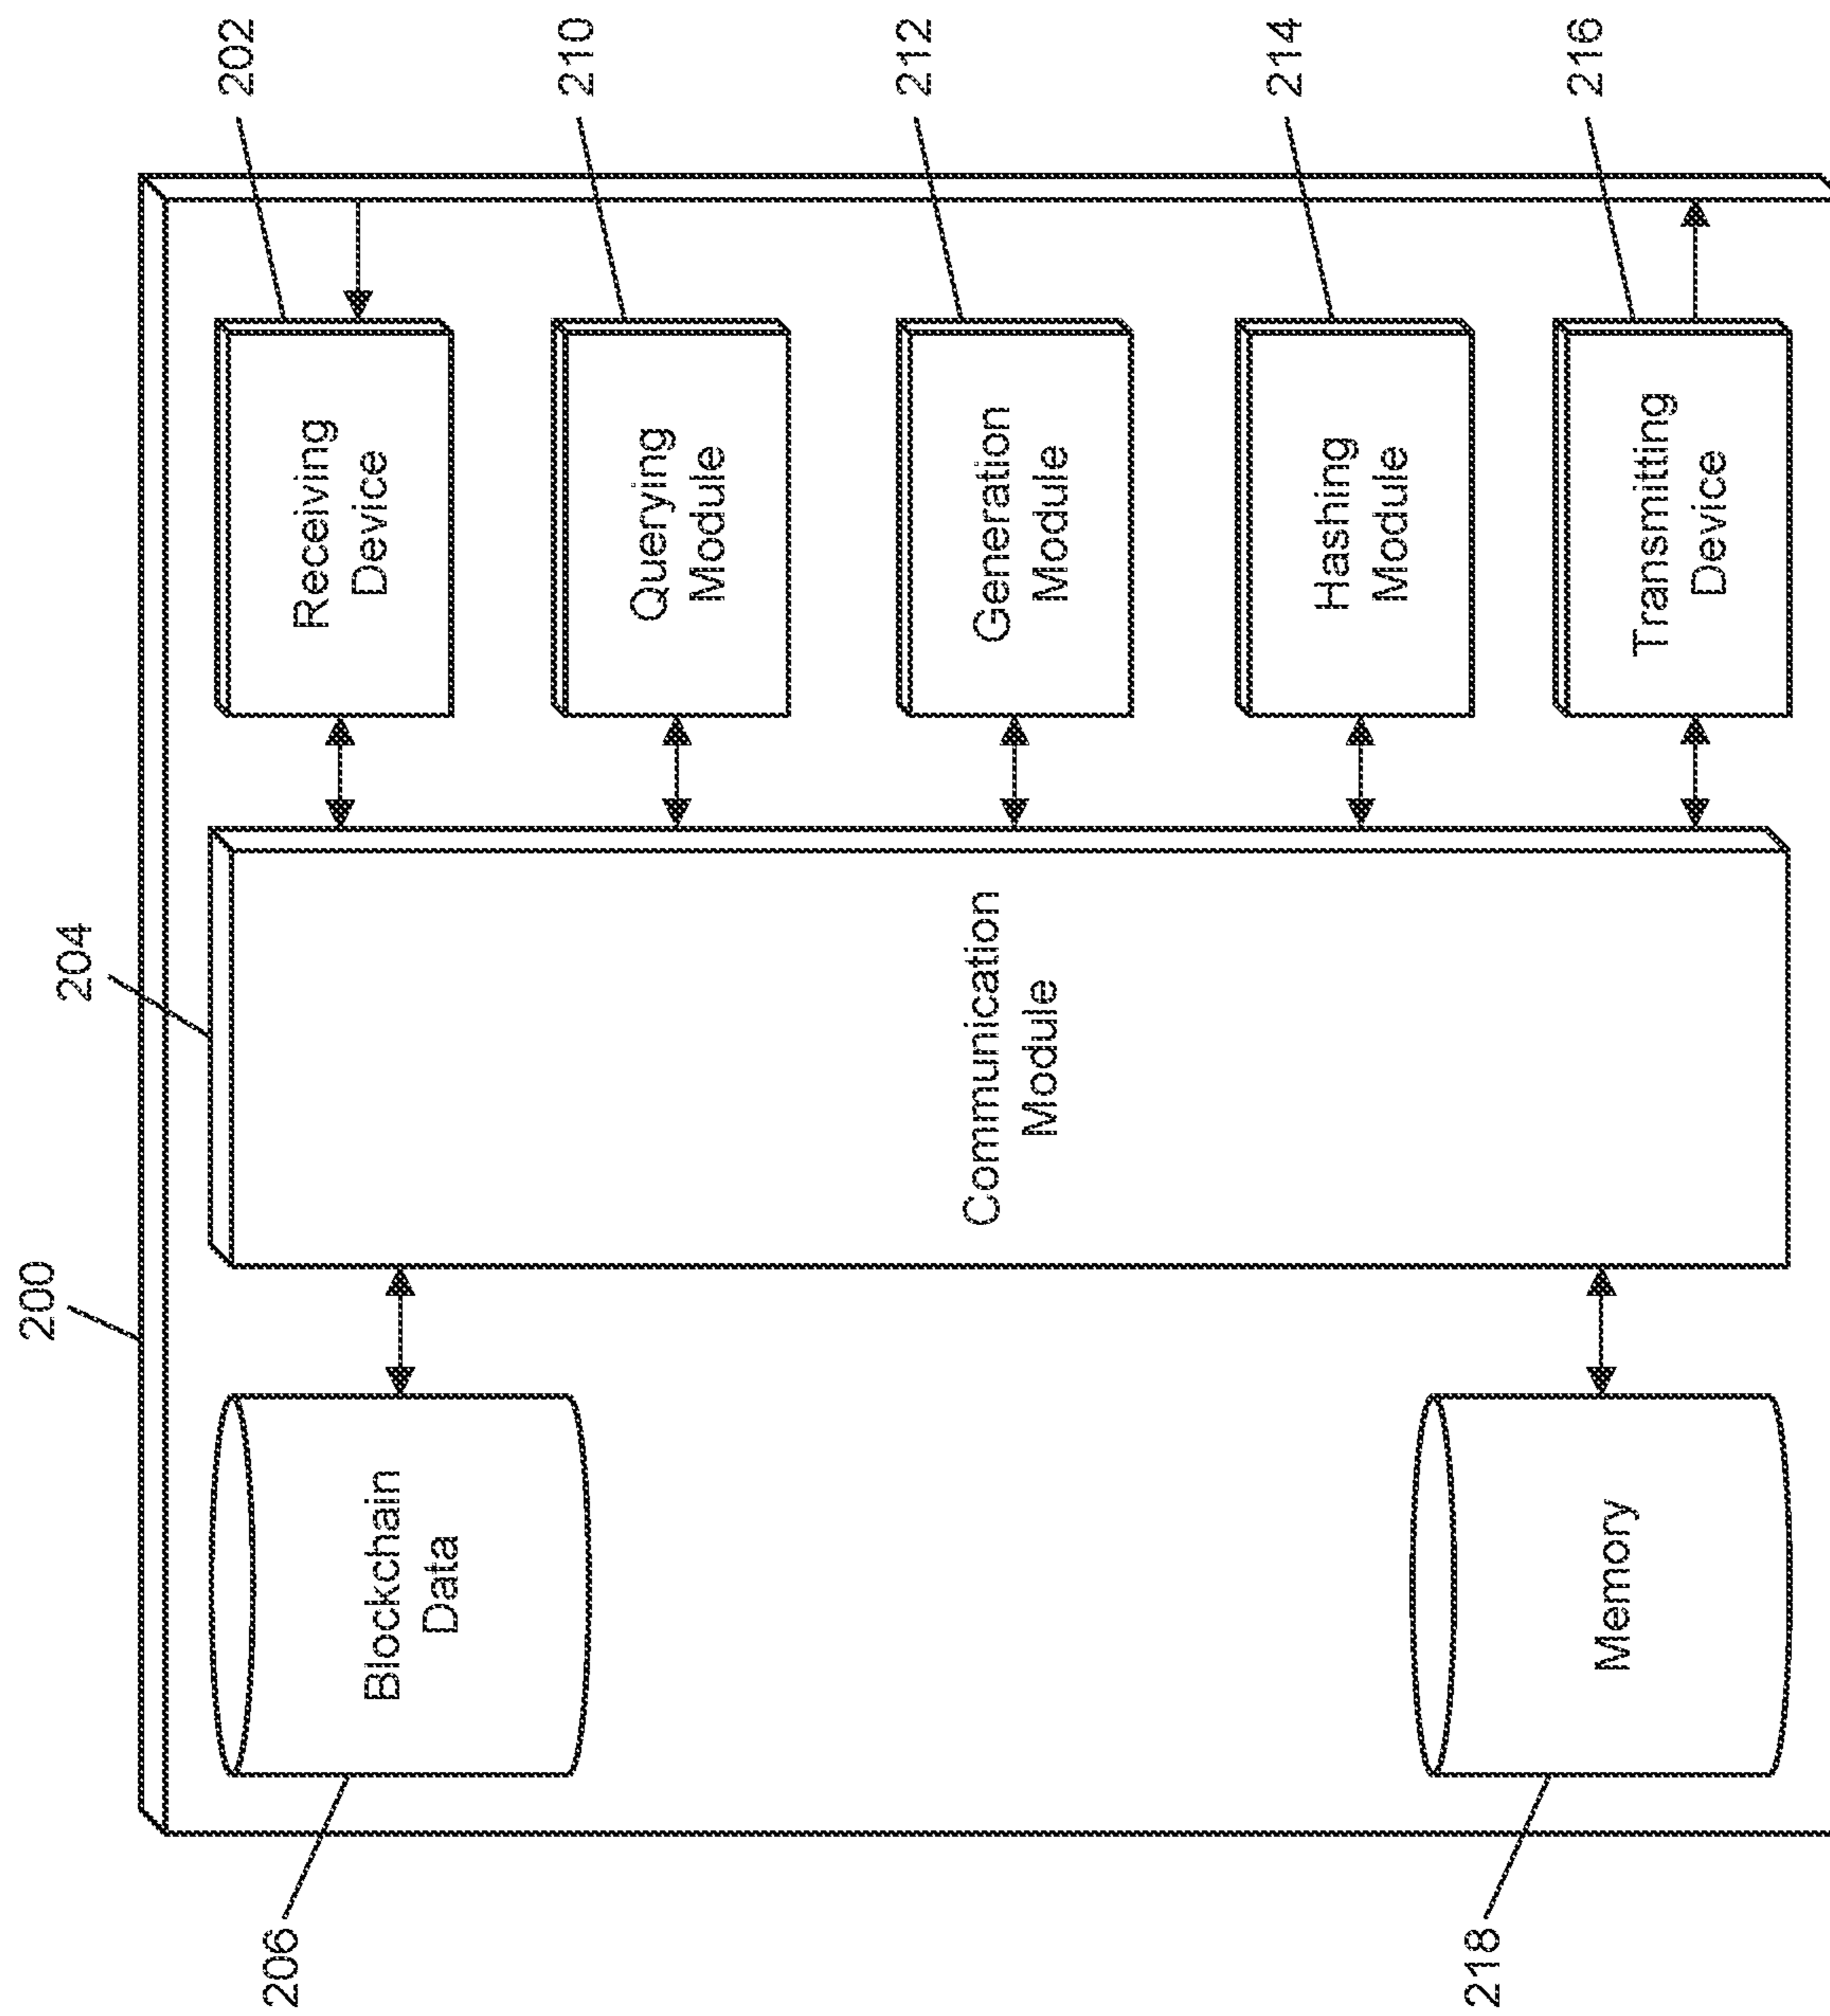 200
204
202
Receiving
Device
210
Querying
Module
212
Generation
Module
214
Hashing
Module
216
Transmitting
Device
Communication
Module
206
Blockchain
Data
218
Memory